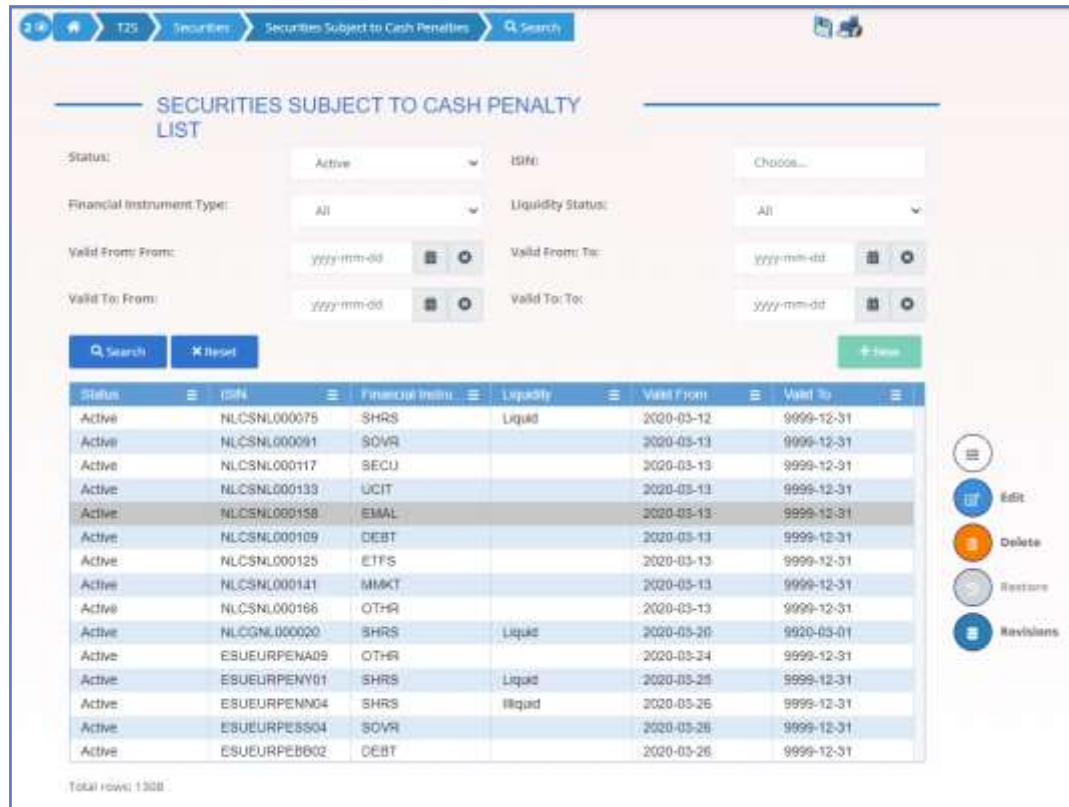 2 T2S Securities Securities Subject to Cash Penalties Search
SECURITIES SUBJECT TO CASH PENALTY
LIST
Status: Active ISIN: Choose...
Financial Instrument Type: All Liquidity Status: All
Valid From: From: yyyy-mm-dd Valid From: To: yyyy-mm-dd
Valid To: From: yyyy-mm-dd Valid To: To: yyyy-mm-dd
Search Reset New
Status ISIN Financial Instru... Liquidity Valid From Valid To
Active NLCSNL000075 SHRS Liquid 2020-03-12 9999-12-31
Active NLCSNL000091 SOVR 2020-03-13 9999-12-31
Active NLCSNL000117 SECU 2020-03-13 9999-12-31
Active NLCSNL000133 UCIT 2020-03-13 9999-12-31
Active NLCSNL000158 EMAL 2020-03-13 9999-12-31
Active NLCSNL000109 DEBT 2020-03-13 9999-12-31
Active NLCSNL000125 ETFS 2020-03-13 9999-12-31
Active NLCSNL000141 MMKT 2020-03-13 9999-12-31
Active NLCSNL000166 OTHR 2020-03-13 9999-12-31
Active NLCGNL000020 SHRS Liquid 2020-03-20 9920-03-01
Active ESUEURPENA09 OTHR 2020-03-24 9999-12-31
Active ESUEURPENY01 SHRS Liquid 2020-03-25 9999-12-31
Active ESUEURPENN04 SHRS Illiquid 2020-03-26 9999-12-31
Active ESUEURPESS04 SOVR 2020-03-26 9999-12-31
Active ESUEURPEBB02 DEBT 2020-03-26 9999-12-31
Edit
Delete
Restore
Revisions
Total rows: 1308